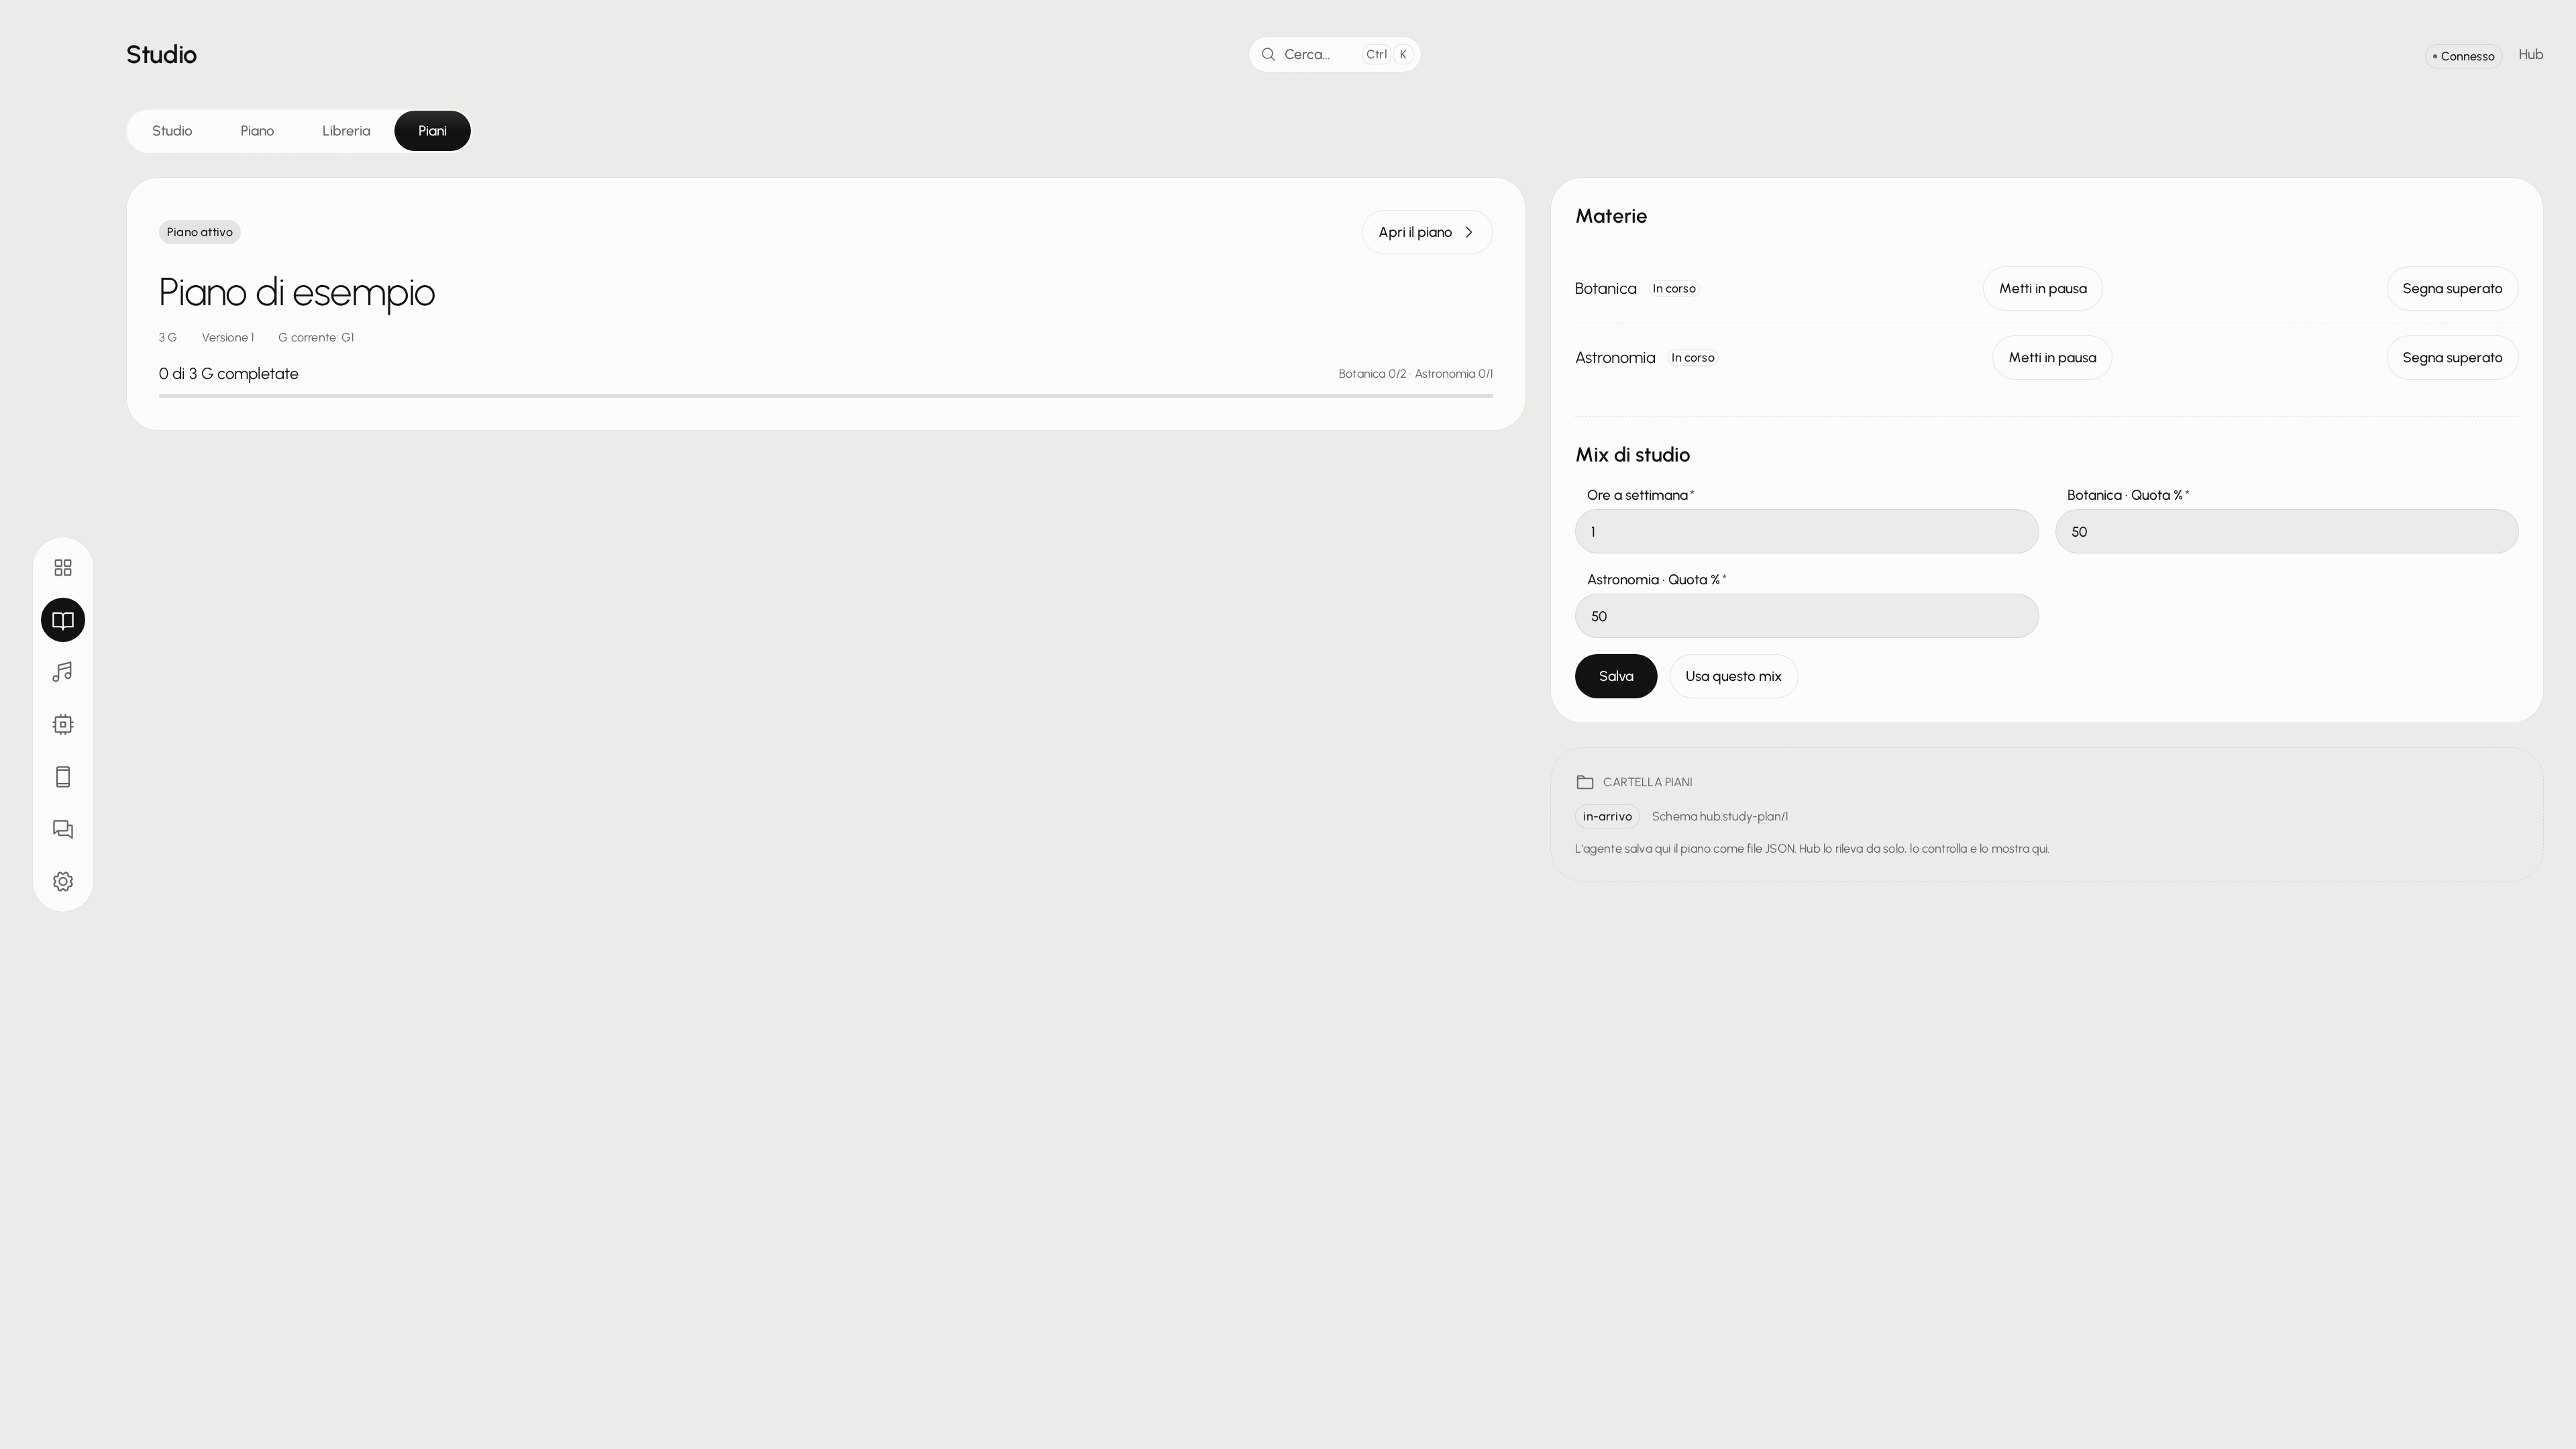 Studio
Cerca... Ctrl K
Connesso Hub
Studio Piano Libreria Piani
Piano attivo
Apri il piano
Piano di esempio
3 G Versione 1 G corrente: G1
0 di 3 G completate
Botanica 0/2 · Astronomia 0/1
Materie
Botanica In corso Metti in pausa Segna superato
Astronomia In corso Metti in pausa Segna superato
Mix di studio
Ore a settimana* Botanica · Quota %*
1 50
Astronomia · Quota %*
50
Salva Usa questo mix
CARTELLA PIANI
in-arrivo Schema hub.study-plan/1
L'agente salva qui il piano come file JSON. Hub lo rileva da solo, lo controlla e lo mostra qui.